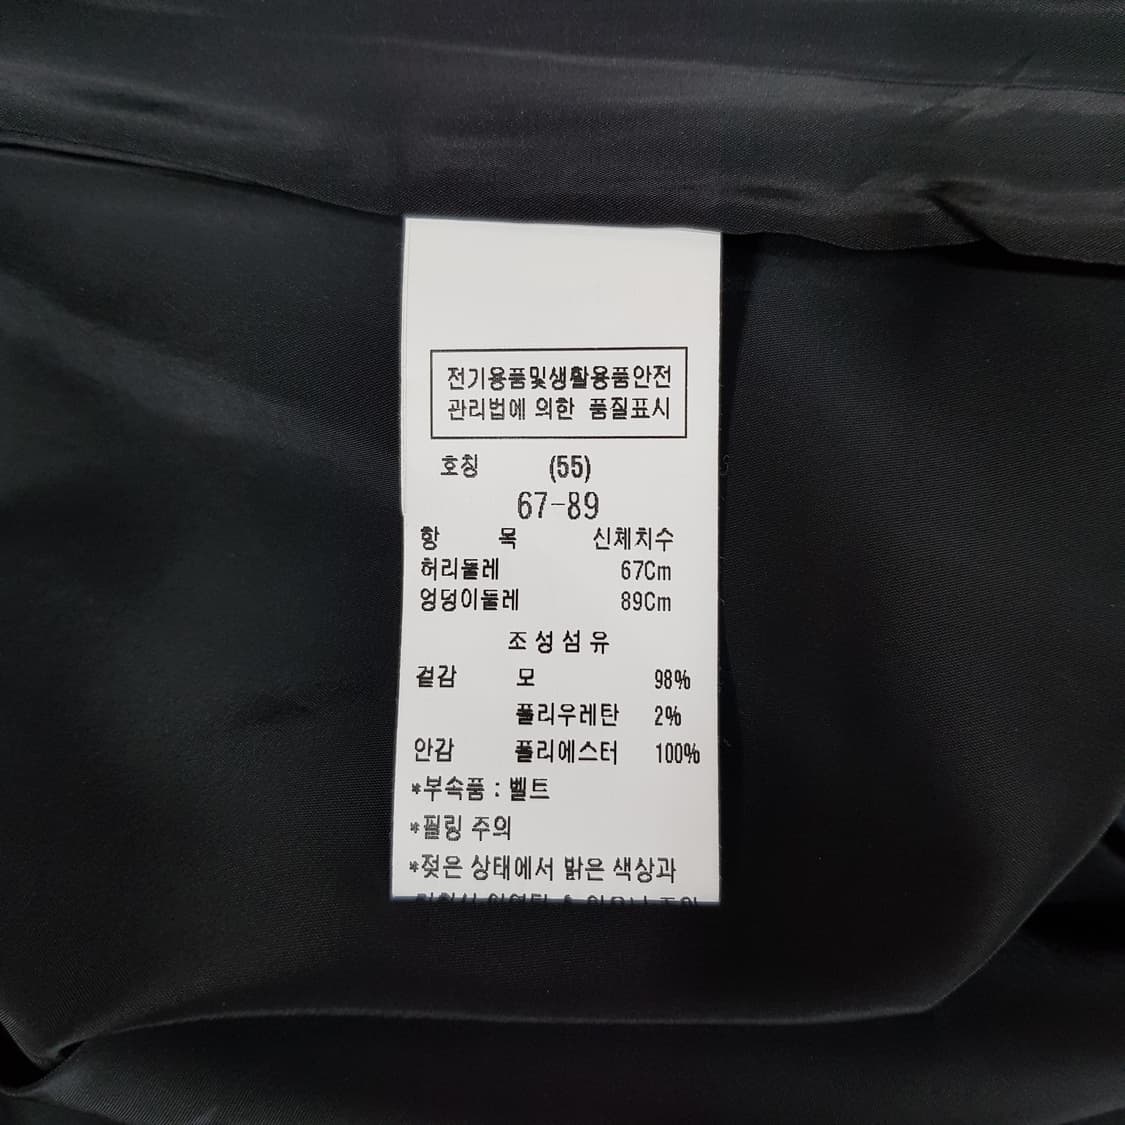 전기용품및생활용품안전
관리법에 의한 품질표시
호칭 (55)
67-89
항 목 신체치수
허리둘레 67Cm
엉덩이둘레 89Cm
조성섬유
겉감 모 98%
폴리우레탄 2%
안감 폴리에스터 100%
*부속품 : 벨트
*필링 주의
*젖은 상태에서 밝은 색상과